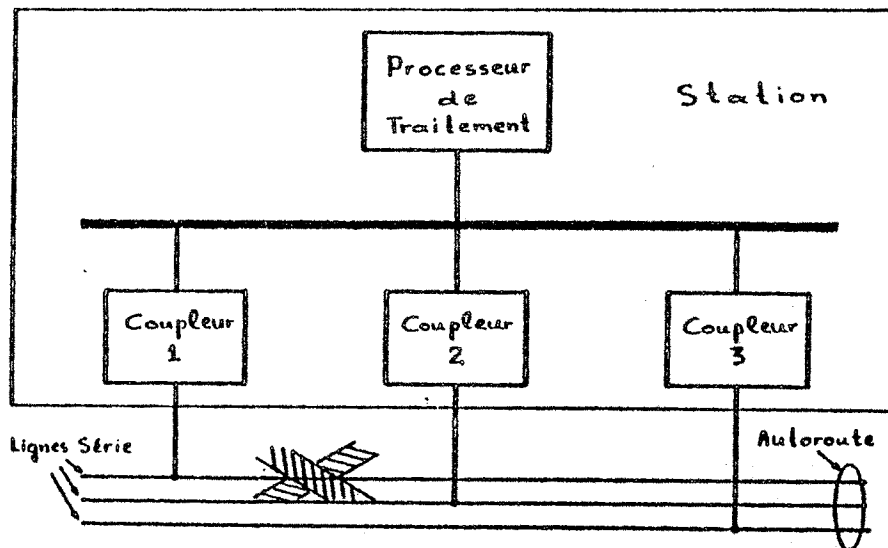 Processeur
de
Traitement
Station
Coupleur
1
Coupleur
2
Coupleur
3
Lignes Série
Autoroute